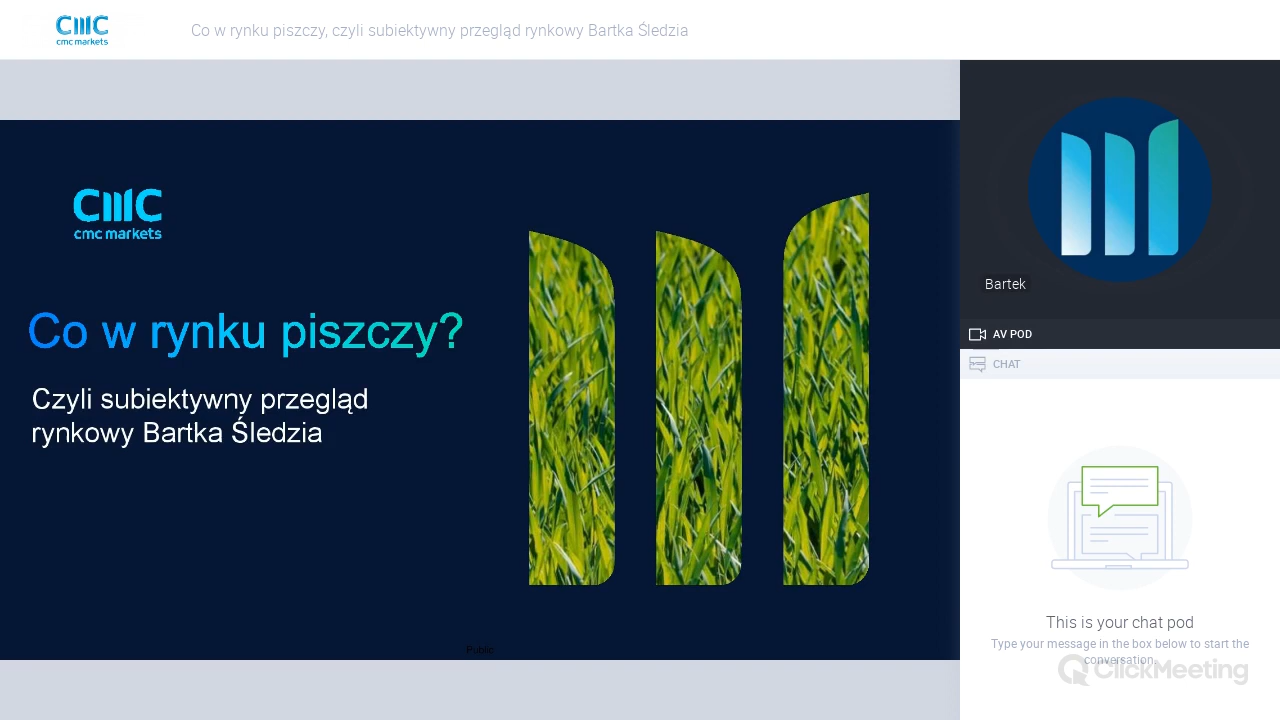 CMC
cmc markets
Co w rynku piszczy, czyli subiektywny przegląd rynkowy Bartka Śledzia
CMC
cmc markets
Co w rynku piszczy?
Czyli subiektywny przegląd
rynkowy Bartka Śledzia
Public
Bartek
AV POD
CHAT
This is your chat pod
Type your message in the box below to start the
conversation.
ClickMeeting